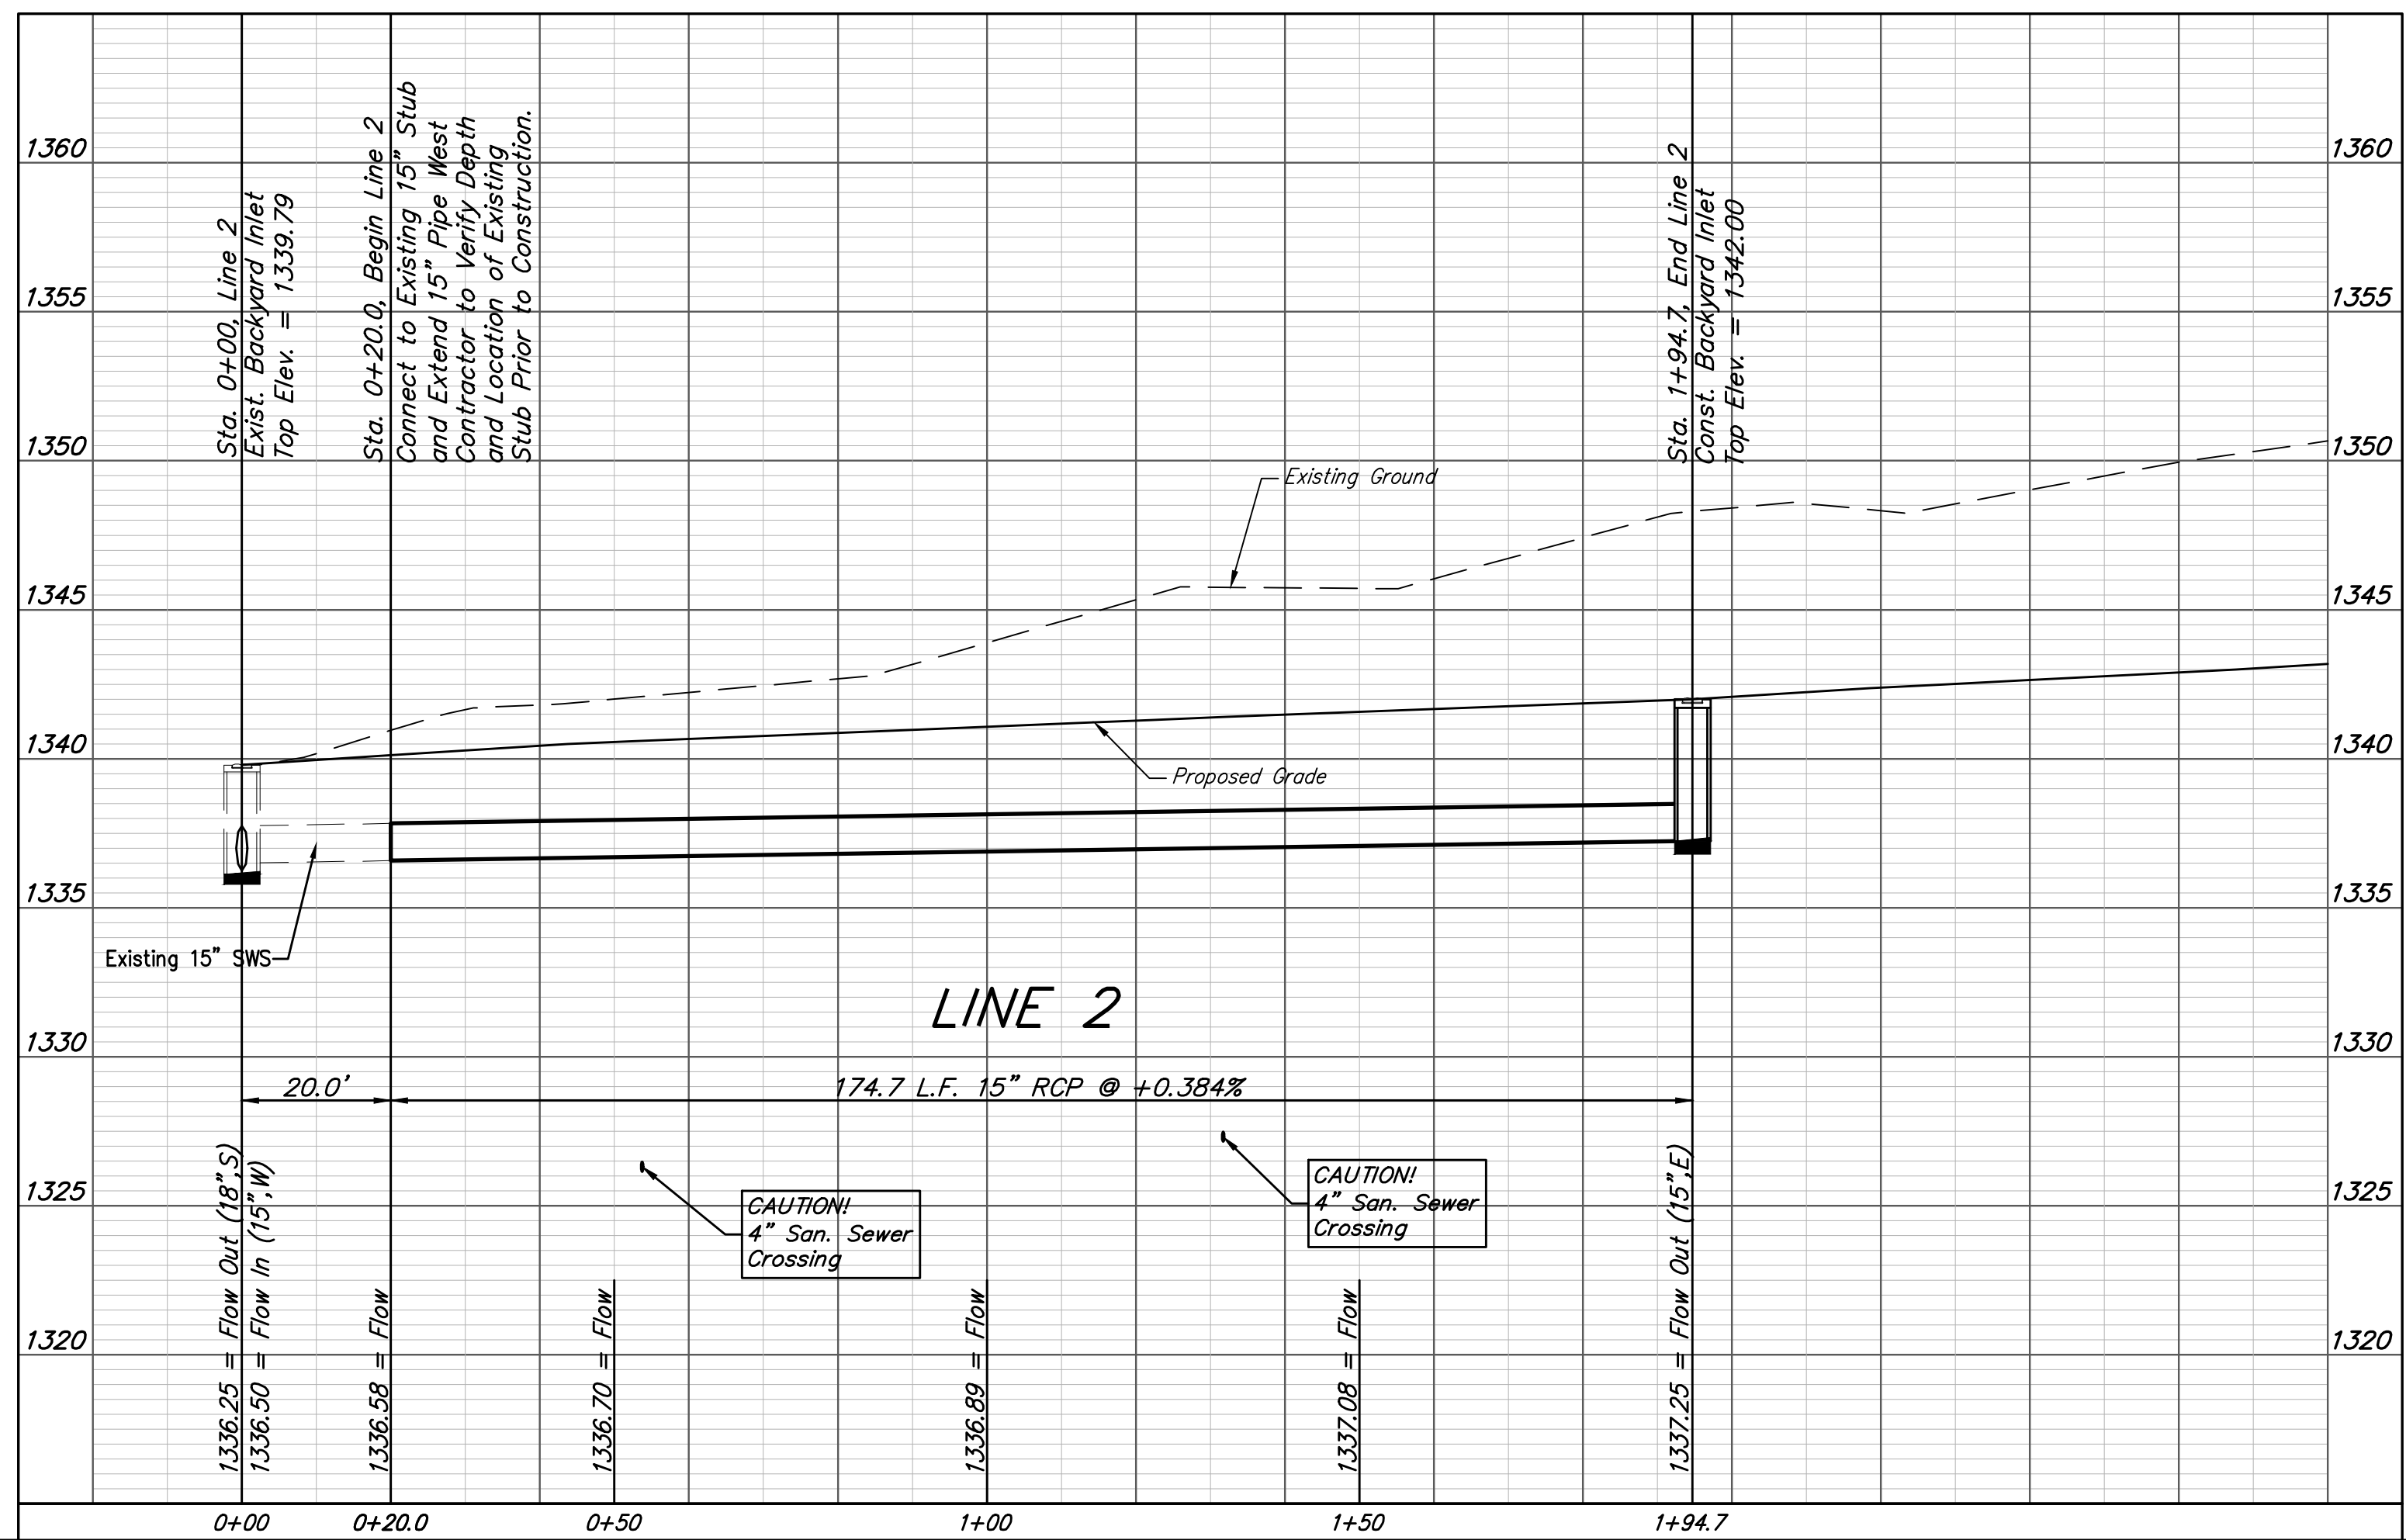 Sta. 0+00, Line 2
Exist. Backyard Inlet
Top Elev. = 1339.79
Sta. 0+20.0, Begin Line 2
Connect to Existing 15" Stub
and Extend 15" Pipe West
Contractor to Verify Depth
and Location of Existing
Stub Prior to Construction.
Sta. 1+94.7, End Line 2
Const. Backyard Inlet
Top Elev. = 1342.00
1360
1360
1355
1355
1350
1350
Existing Ground
1345
1345
Proposed Grade
1340
1340
1335
1335
Existing 15" SWS
LINE 2
1330
1330
20.0'
174.7 L.F. 15" RCP @ +0.384%
CAUTION!
4" San. Sewer
Crossing
CAUTION!
4" San. Sewer
Crossing
1325
1325
1320
1320
1336.25 = Flow Out (18",S)
1336.50 = Flow In (15",W)
1336.58 = Flow
1336.70 = Flow
1336.89 = Flow
1337.08 = Flow
1337.25 = Flow Out (15",E)
0+00
0+20.0
0+50
1+00
1+50
1+94.7